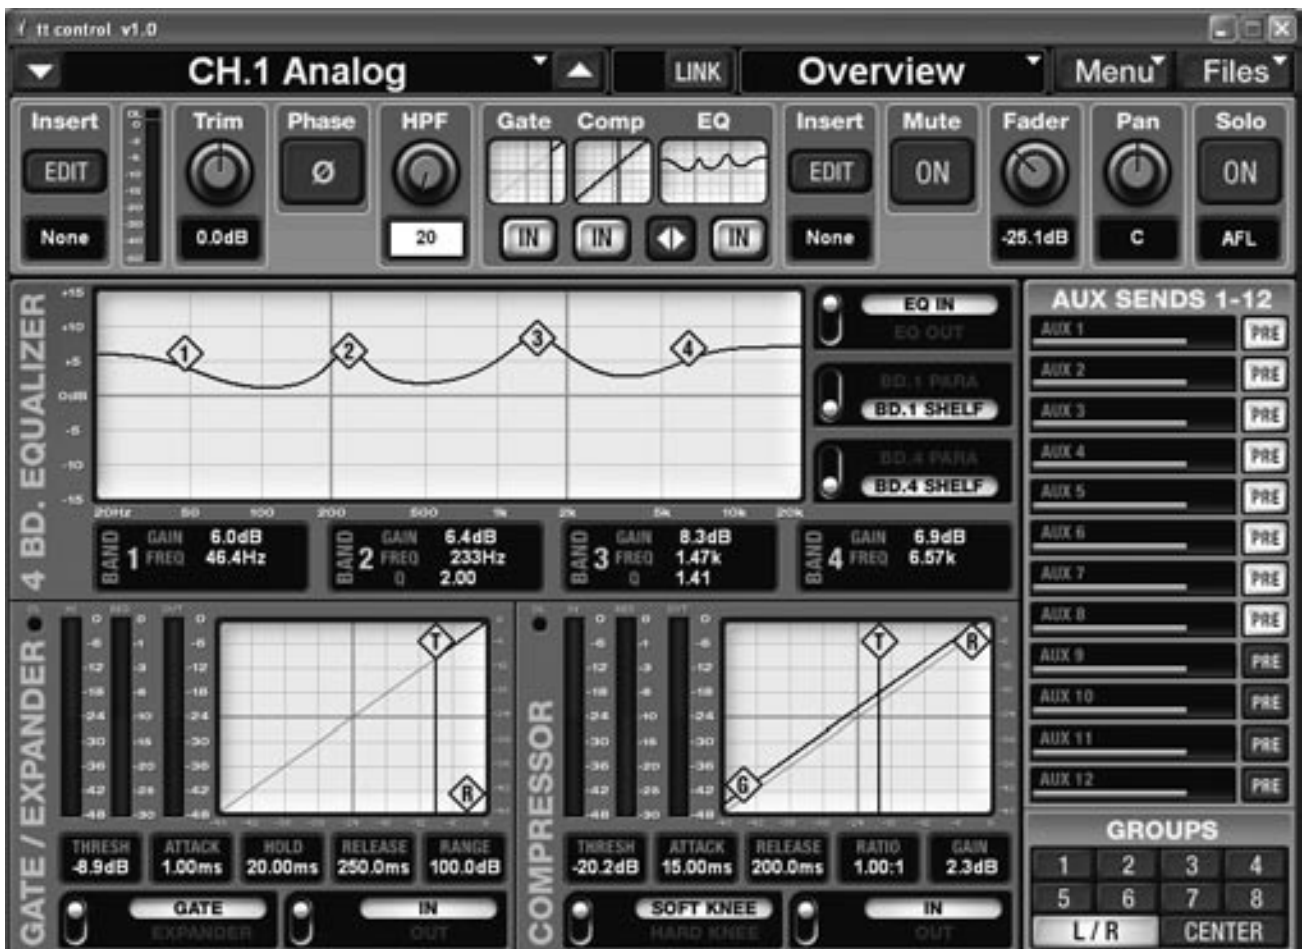 tt control v1.0
CH.1 Analog LINK Overview Menu Files
Insert Trim Phase HPF Gate Comp EQ Insert Mute Fader Pan Solo
EDIT Ø EDIT ON ON
None 0.0dB 20 IN IN IN None -25.1dB C AFL
4 BD. EQUALIZER
+15
+10
+5
0dB
-5
-10
-15
1 2 3 4
20Hz 50 100 200 500 1k 2k 5k 10k 20k
EQ IN
EQ OUT
BD.1 PARA
BD.1 SHELF
BD.4 PARA
BD.4 SHELF
BAND 1 GAIN 6.0dB
FREQ 46.4Hz
BAND 2 GAIN 6.4dB
FREQ 233Hz
Q 2.00
BAND 3 GAIN 8.3dB
FREQ 1.47k
Q 1.41
BAND 4 GAIN 6.9dB
FREQ 6.57k
AUX SENDS 1-12
AUX 1 PRE
AUX 2 PRE
AUX 3 PRE
AUX 4 PRE
AUX 5 PRE
AUX 6 PRE
AUX 7 PRE
AUX 8 PRE
AUX 9 PRE
AUX 10 PRE
AUX 11 PRE
AUX 12 PRE
GROUPS
1 2 3 4
5 6 7 8
L / R CENTER
GATE / EXPANDER
T
R
THRESH ATTACK HOLD RELEASE RANGE
-8.9dB 1.00ms 20.00ms 250.0ms 100.0dB
GATE IN
EXPANDER OUT
COMPRESSOR
T R
G
THRESH ATTACK RELEASE RATIO GAIN
-20.2dB 15.00ms 200.0ms 1.00:1 2.3dB
SOFT KNEE IN
HARD KNEE OUT